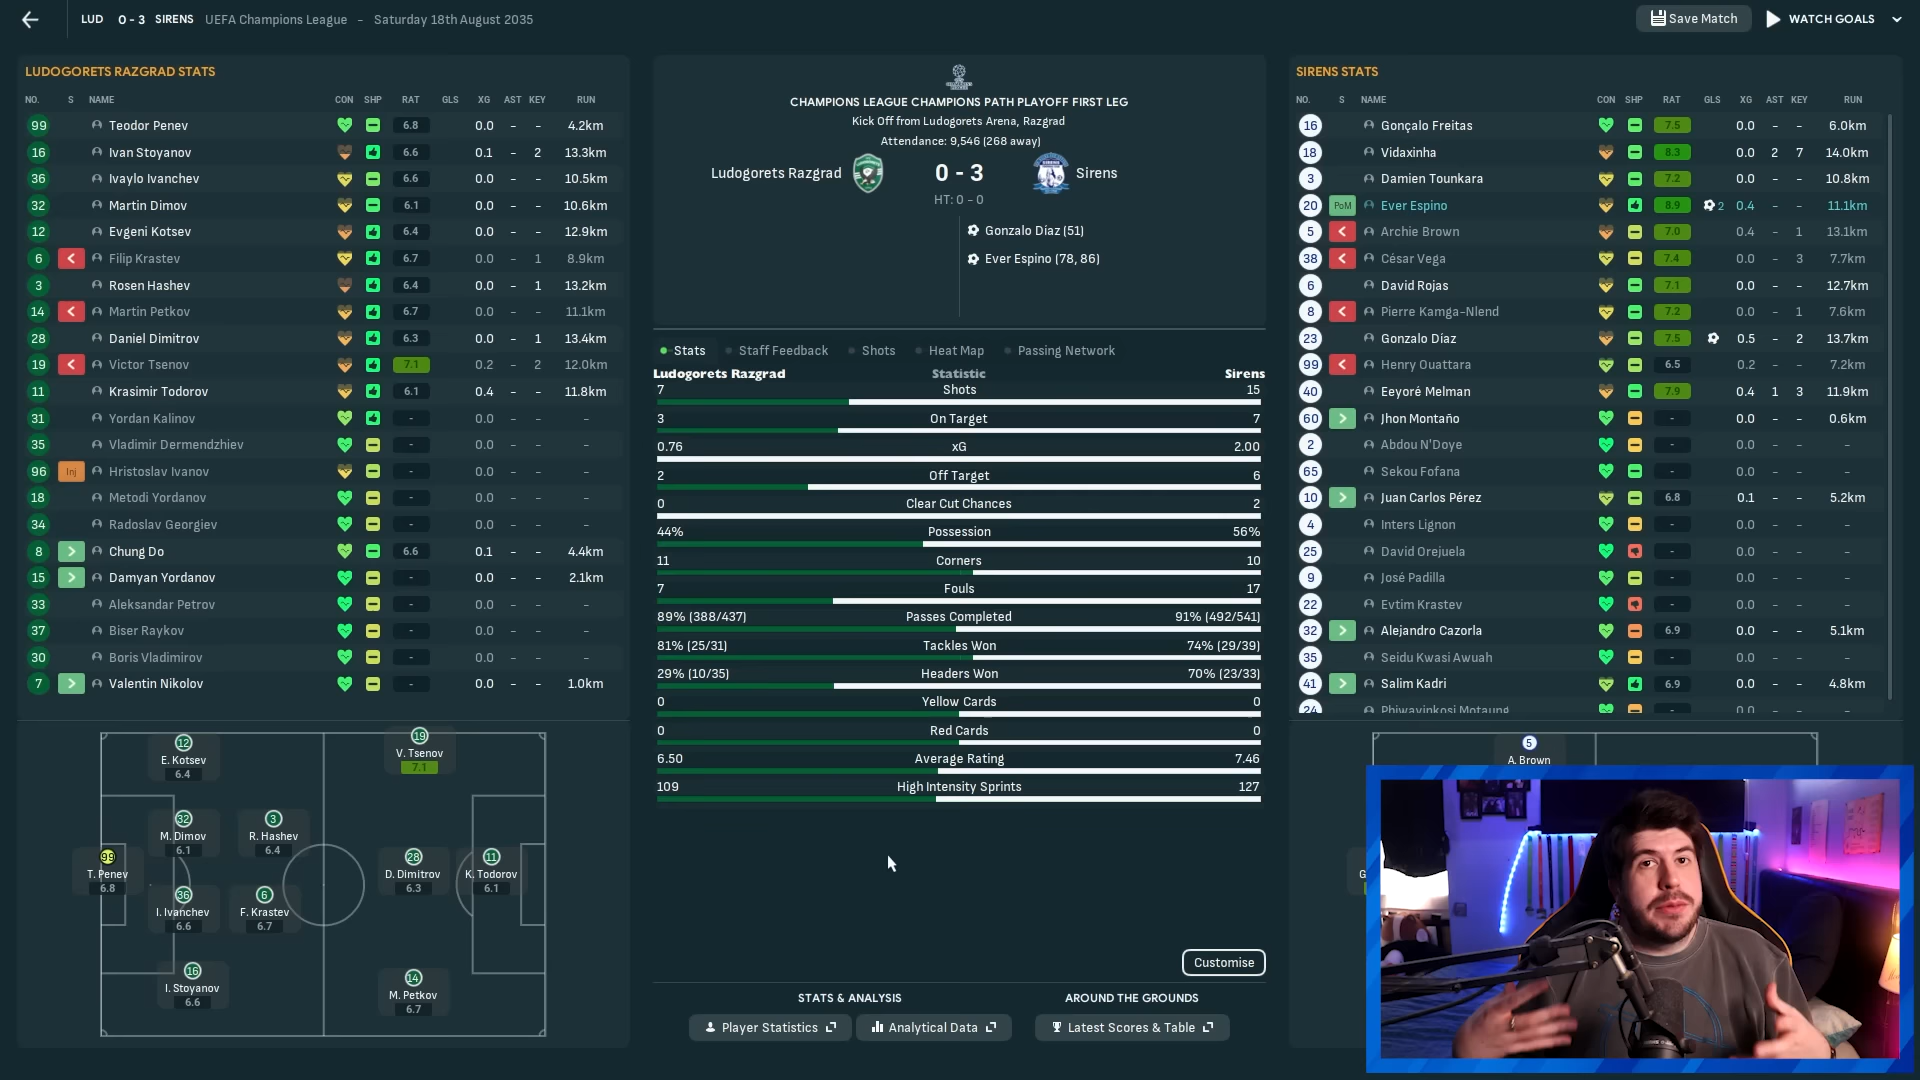 LUD 0 - 3 SIRENS UEFA Champions League - Saturday 18th August 2035
Save Match
WATCH GOALS
LUDOGORETS RAZGRAD STATS
NO. S NAME CON SHP RAT GLS XG AST KEY RUN
99 Teodor Penev 6.8 0.0 - - 4.2km
16 Ivan Stoyanov 6.6 0.1 - 2 13.3km
36 Ivaylo Ivanchev 6.6 0.0 - - 10.5km
32 Martin Dimov 6.1 0.0 - - 10.6km
12 Evgeni Kotsev 6.4 0.0 - - 12.9km
6 Filip Krastev 6.7 0.0 - 1 8.9km
3 Rosen Hashev 6.4 0.0 - 1 13.2km
14 Martin Petkov 6.7 0.0 - - 11.1km
28 Daniel Dimitrov 6.3 0.0 - 1 13.4km
19 Victor Tsenov 7.1 0.2 - 2 12.0km
11 Krasimir Todorov 6.1 0.4 - - 11.8km
31 Yordan Kalinov - 0.0 - - -
35 Vladimir Dermendzhiev - 0.0 - - -
96 Inj Hristoslav Ivanov - 0.0 - - -
18 Metodi Yordanov - 0.0 - - -
34 Radoslav Georgiev - 0.0 - - -
8 Chung Do 6.6 0.1 - - 4.4km
15 Damyan Yordanov - 0.0 - - 2.1km
33 Aleksandar Petrov - 0.0 - - -
37 Biser Raykov - 0.0 - - -
30 Boris Vladimirov - 0.0 - - -
7 Valentin Nikolov - 0.0 - - 1.0km
12
E. Kotsev
6.4
19
V. Tsenov
7.1
32
M. Dimov
6.1
3
R. Hashev
6.4
99
T. Penev
6.8
28
D. Dimitrov
6.3
11
K. Todorov
6.1
36
I. Ivanchev
6.6
6
F. Krastev
6.7
16
I. Stoyanov
6.6
14
M. Petkov
6.7
CHAMPIONS LEAGUE CHAMPIONS PATH PLAYOFF FIRST LEG
Kick Off from Ludogorets Arena, Razgrad
Attendance: 9,546 (268 away)
Ludogorets Razgrad 0 - 3 Sirens
HT: 0 - 0
Gonzalo Díaz (51)
Ever Espino (78, 86)
Stats Staff Feedback Shots Heat Map Passing Network
Ludogorets Razgrad Statistic Sirens
7 Shots 15
3 On Target 7
0.76 xG 2.00
2 Off Target 6
0 Clear Cut Chances 2
44% Possession 56%
11 Corners 10
7 Fouls 17
89% (388/437) Passes Completed 91% (492/541)
81% (25/31) Tackles Won 74% (29/39)
29% (10/35) Headers Won 70% (23/33)
0 Yellow Cards 0
0 Red Cards 0
6.50 Average Rating 7.46
109 High Intensity Sprints 127
Customise
STATS & ANALYSIS
Player Statistics
Analytical Data
AROUND THE GROUNDS
Latest Scores & Table
SIRENS STATS
NO. S NAME CON SHP RAT GLS XG AST KEY RUN
16 Gonçalo Freitas 7.5 0.0 - - 6.0km
18 Vidaxinha 8.3 0.0 2 7 14.0km
3 Damien Tounkara 7.2 0.0 - - 10.8km
20 PoM Ever Espino 8.9 2 0.4 - - 11.1km
5 Archie Brown 7.0 0.4 - 1 13.1km
38 César Vega 7.4 0.0 - 3 7.7km
6 David Rojas 7.1 0.0 - - 12.7km
8 Pierre Kamga-Nlend 7.2 0.0 - 1 7.6km
23 Gonzalo Díaz 7.5 0.5 - 2 13.7km
99 Henry Ouattara 6.5 0.2 - - 7.2km
40 Eeyoré Melman 7.9 0.4 1 3 11.9km
60 Jhon Montaño - 0.0 - - 0.6km
2 Abdou N'Doye - 0.0 - - -
65 Sekou Fofana - 0.0 - - -
10 Juan Carlos Pérez 6.8 0.1 - - 5.2km
4 Inters Lignon - 0.0 - - -
25 David Orejuela - 0.0 - - -
9 José Padilla - 0.0 - - -
22 Evtim Krastev - 0.0 - - -
32 Alejandro Cazorla 6.9 0.0 - - 5.1km
35 Seidu Kwasi Awuah - 0.0 - - -
41 Salim Kadri 6.9 0.0 - - 4.8km
24 Phiwayinkosi Motaung 0.0 - - -
5
A. Brown
G